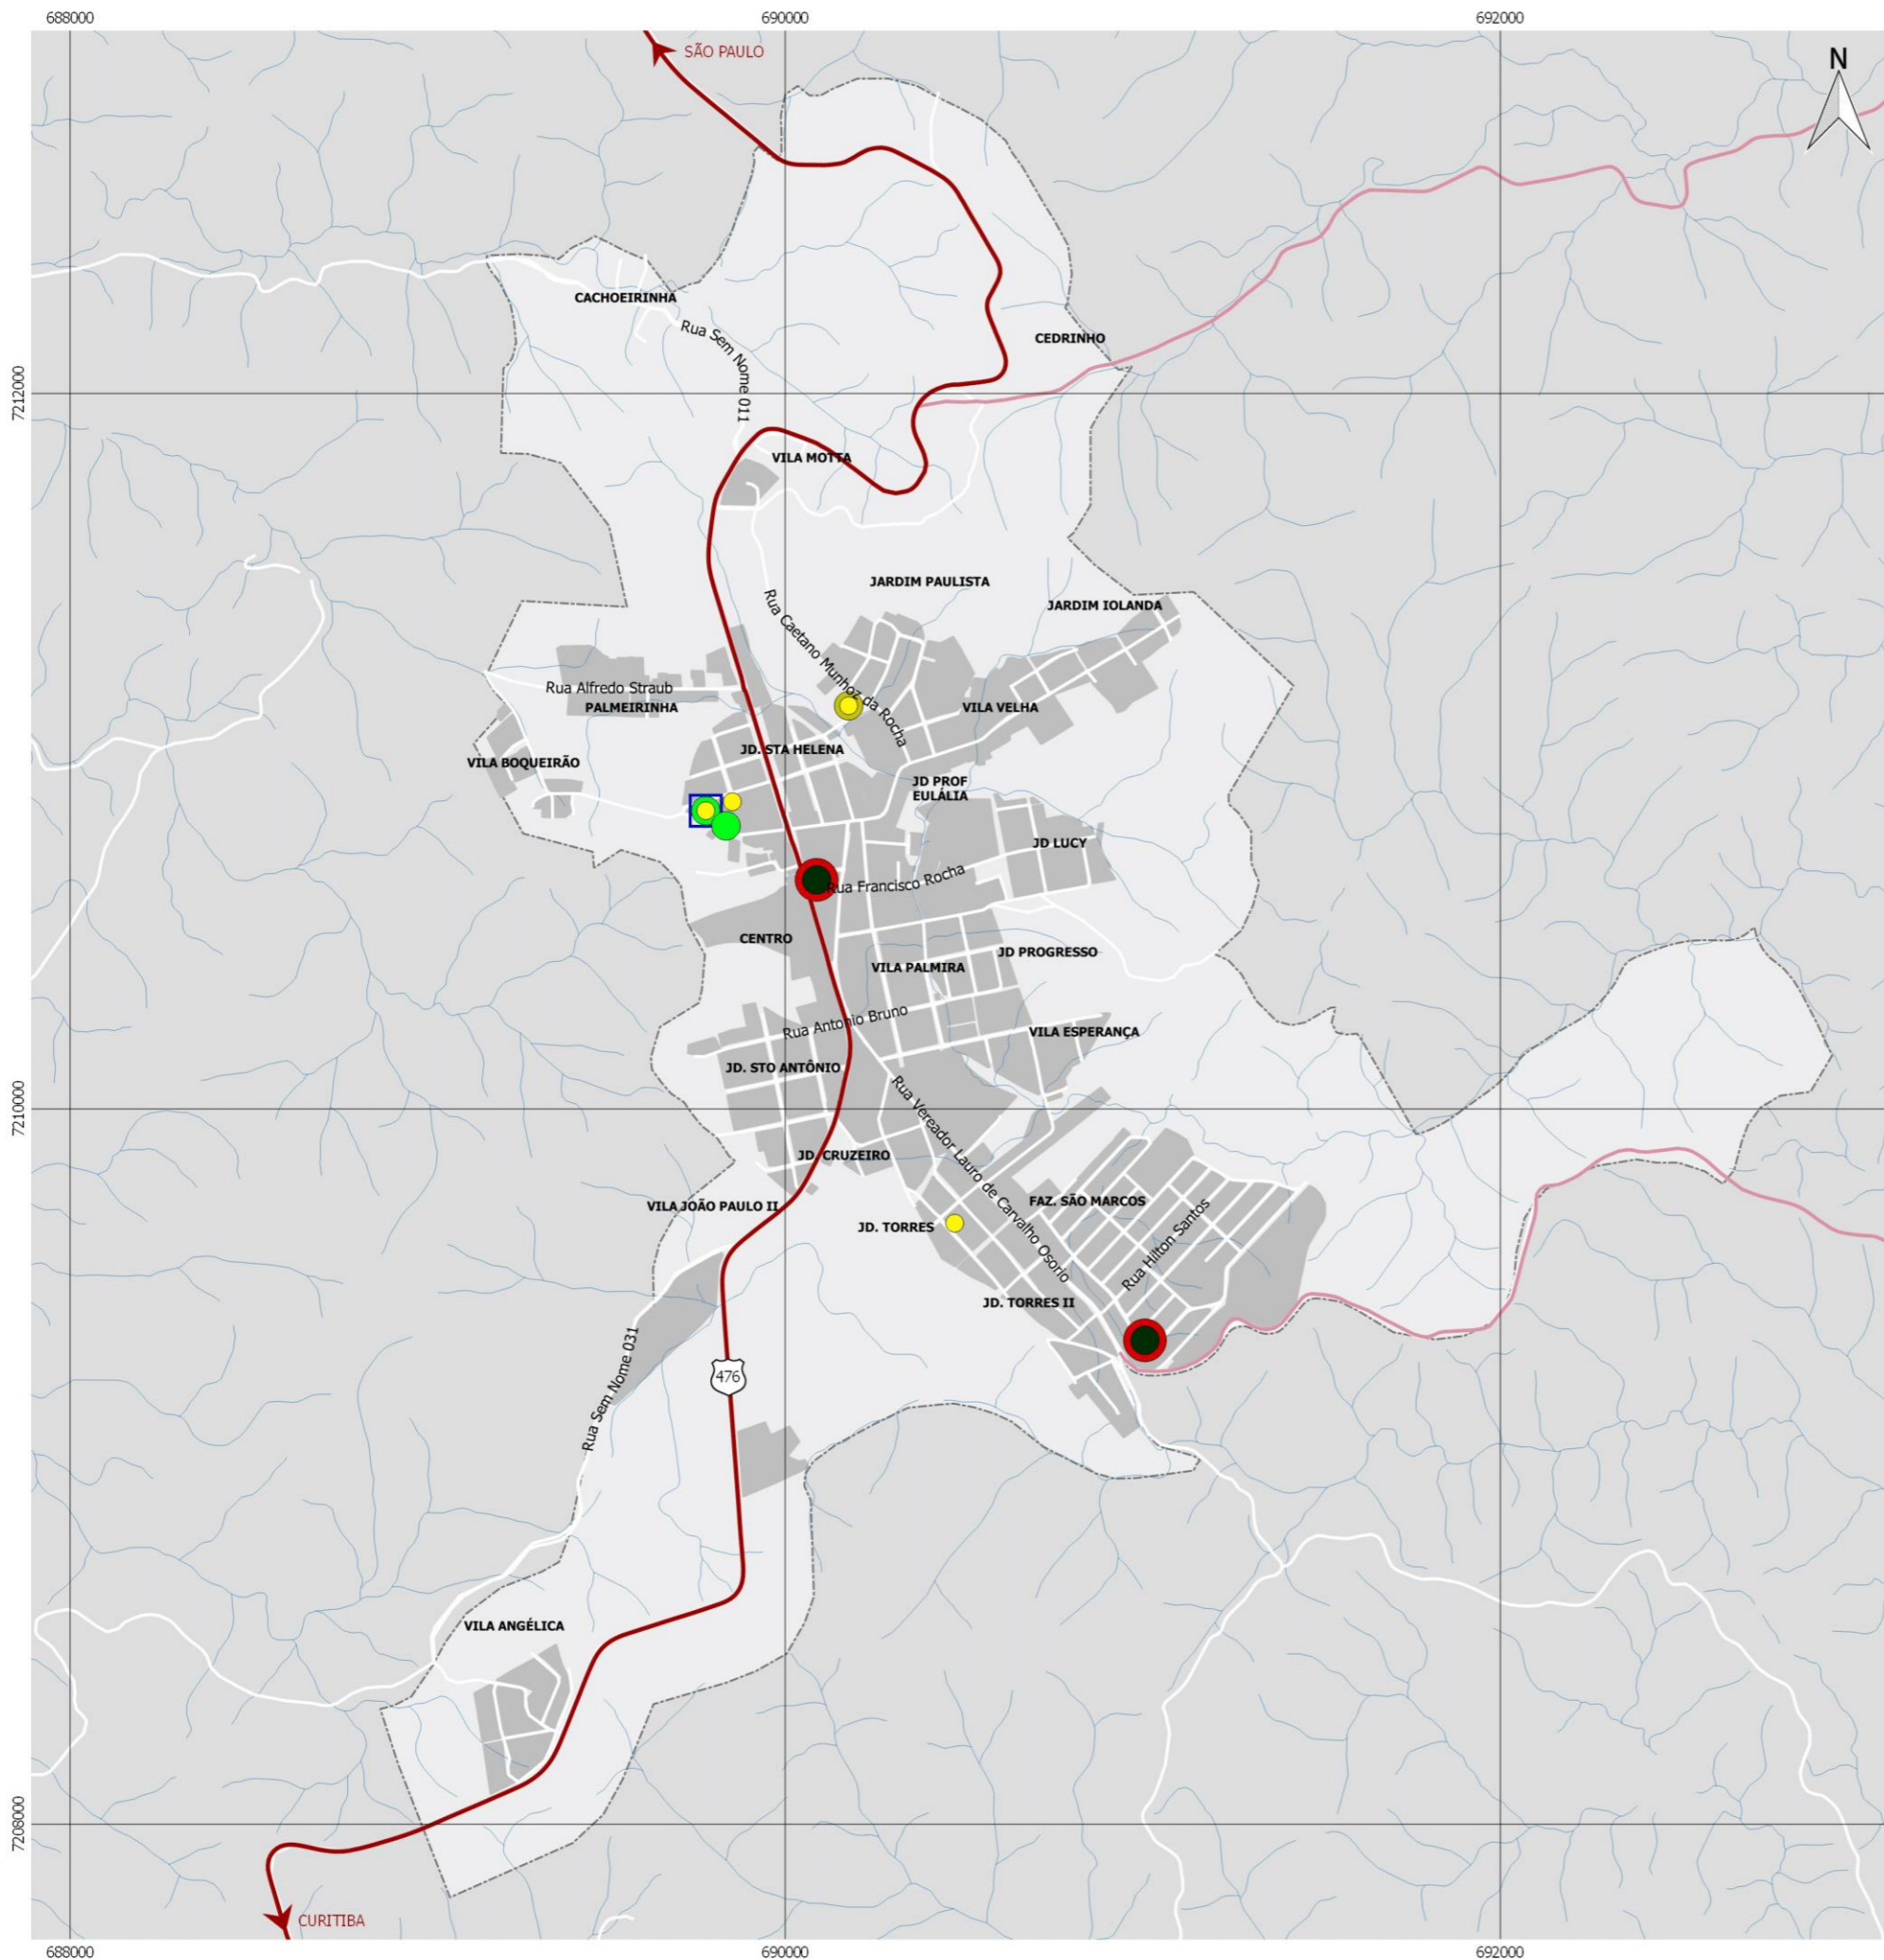 688000
690000
692000
SÃO PAULO
N
CACHOEIRINHA
Rua Sem Nome 011
CEDRINHO
7212000
VILA MOTTA
JARDIM PAULISTA
JARDIM IOLANDA
Rua Caetano Munhoz da Rocha
Rua Alfredo Straub
PALMEIRINHA
VILA VELHA
JD. STA HELENA
VILA BOQUEIRÃO
JD PROF
EULÁLIA
JD LUCY
Rua Francisco Rocha
CENTRO
JD PROGRESSO
VILA PALMIRA
Rua Antonio Bruno
VILA ESPERANÇA
JD. STO ANTÔNIO
7210000
Rua Vereador Lauro de Carvalho Osorio
JD. CRUZEIRO
FAZ. SÃO MARCOS
VILA JOÃO PAULO II
JD. TORRES
Rua Hilton Santos
JD. TORRES II
Rua Sem Nome 031
476
VILA ANGÉLICA
7208000
CURITIBA
688000
690000
692000